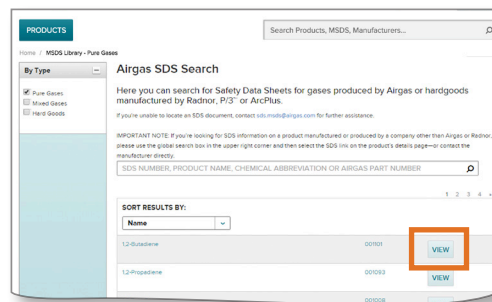 PRODUCTS
Search Products, MSDS, Manufacturers...
Home / MSDS Library - Pure Gases
By Type
Pure Gases
Mixed Gases
Hard Goods
Airgas SDS Search
Here you can search for Safety Data Sheets for gases produced by Airgas or hardgoods
manufactured by Radnor, P/3™ or ArcPlus.
If you're unable to locate an SDS document, contact sds.msds@airgas.com for further assistance.
IMPORTANT NOTE: If you're looking for SDS information on a product manufactured or produced by a company other than Airgas or Radnor,
please use the global search box in the upper right corner and then select the SDS link on the product's details page—or contact the
manufacturer directly.
SDS NUMBER, PRODUCT NAME, CHEMICAL ABBREVIATION OR AIRGAS PART NUMBER
1 2 3 4
SORT RESULTS BY:
Name
1,2-Butadiene 001101 VIEW
1,2-Propadiene 001093 VIEW